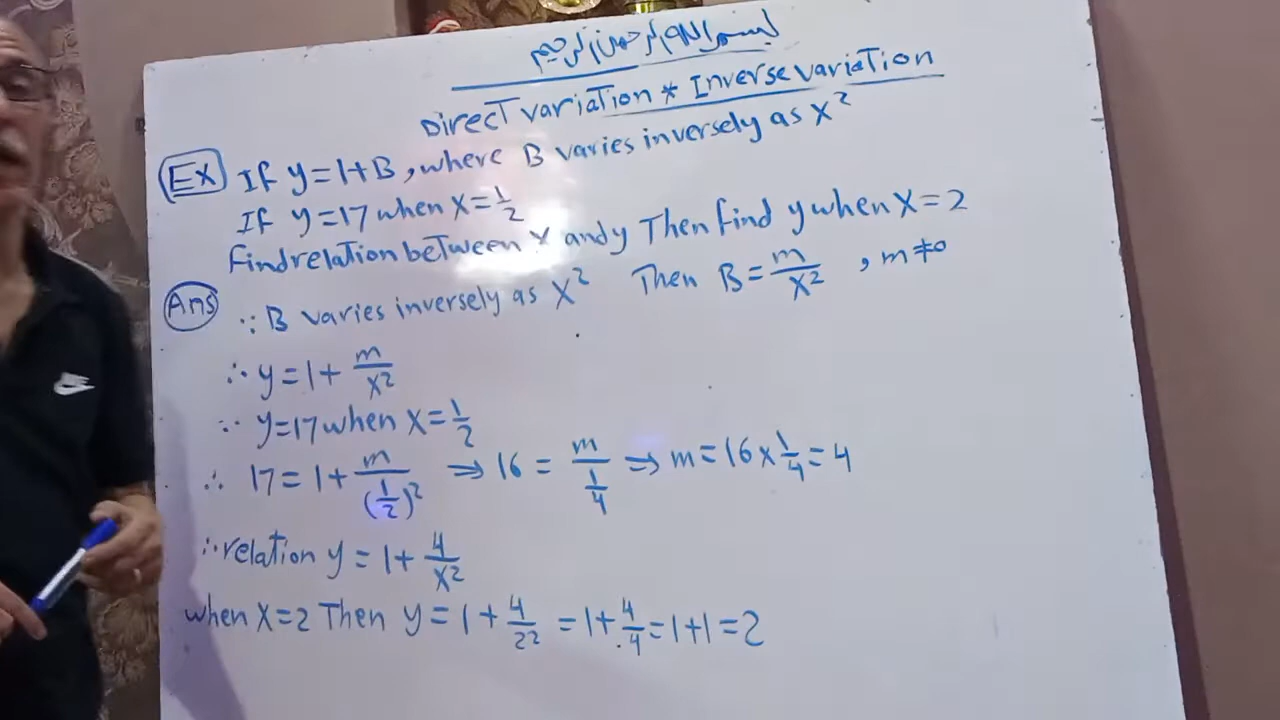 بسم الله الرحمن الرحيم
Direct variation * Inverse variation
Ex If y=1+B, where B varies inversely as X²
If y=17 when X=1/2
find relation between x and y Then find y when X=2
Ans ∵ B varies inversely as X² Then B=m/X² , m≠0
∴ y=1+m/X²
∵ y=17 when X=1/2
∴ 17=1+m/(1/2)² ⇒ 16 = m/(1/4) ⇒ m=16×1/4=4
∴ relation y=1+4/X²
when X=2 Then y=1+4/22 =1+4/4=1+1=2